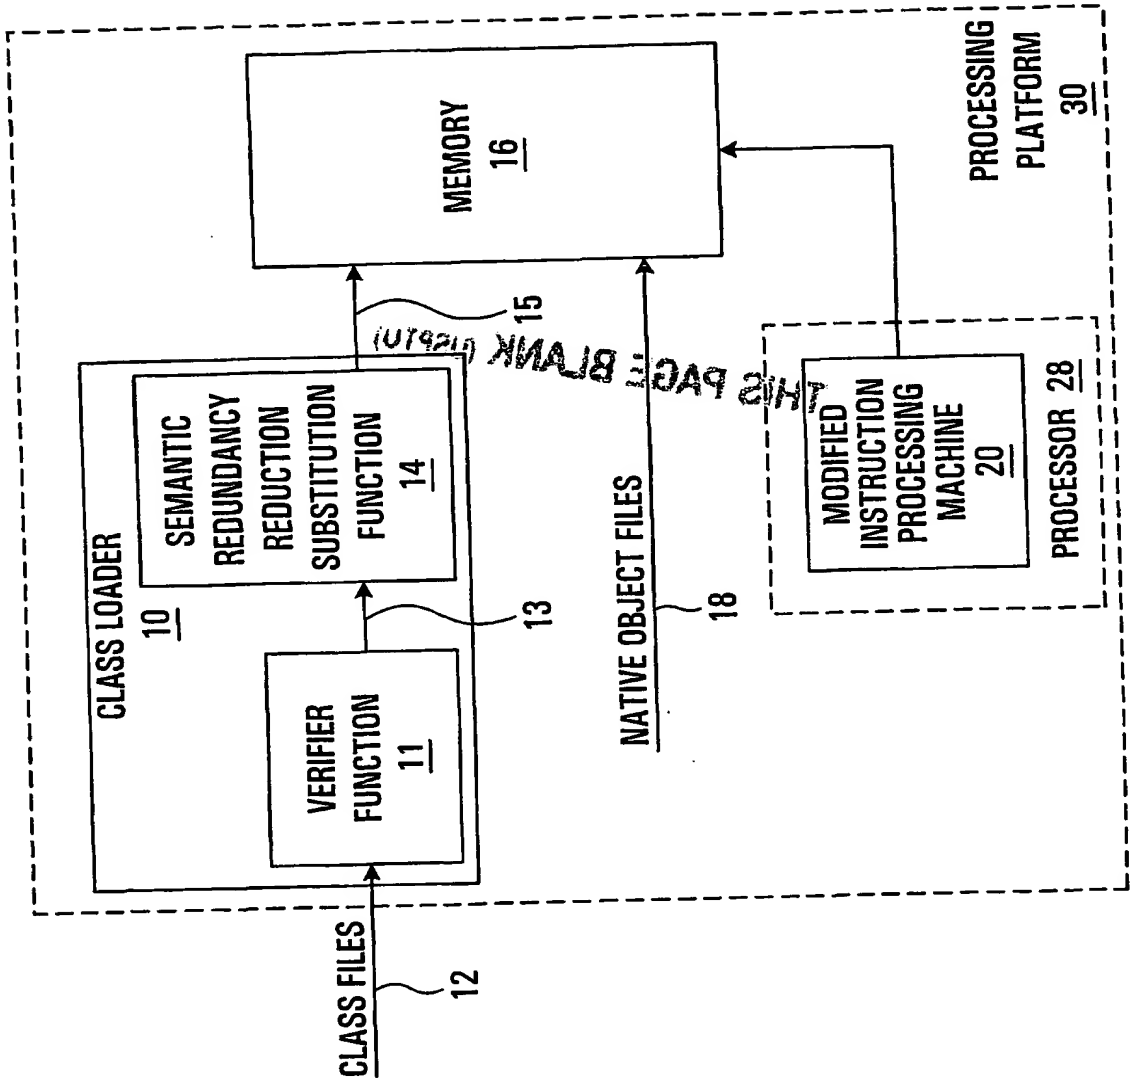 CLASS FILES
12
CLASS LOADER
10
VERIFIER
FUNCTION
11
13
SEMANTIC
REDUNDANCY
REDUCTION
SUBSTITUTION
FUNCTION
14
15
MEMORY
16
NATIVE OBJECT FILES
18
MODIFIED
INSTRUCTION
PROCESSING
MACHINE
20
PROCESSOR 28
PROCESSING
PLATFORM
30
THIS PAGE BLANK (USPTO)